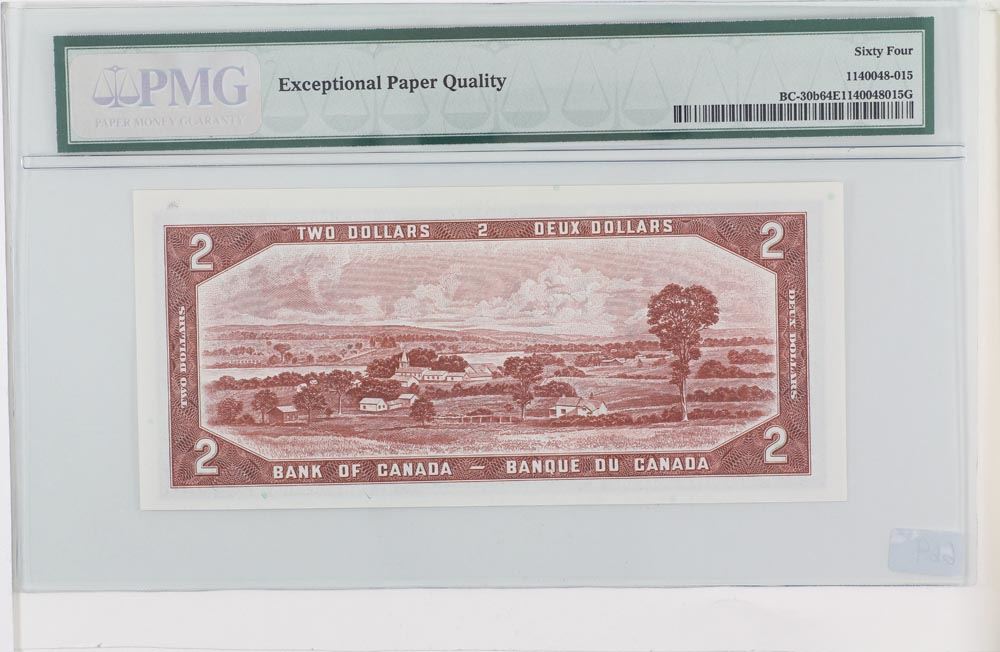 PMG
PAPER MONEY GUARANTY
Exceptional Paper Quality
Sixty Four
1140048-015
BC-30b64E1140048015G
TWO DOLLARS 2 DEUX DOLLARS
2
2
TWO DOLLARS
DEUX DOLLARS
2
2
BANK OF CANADA — BANQUE DU CANADA